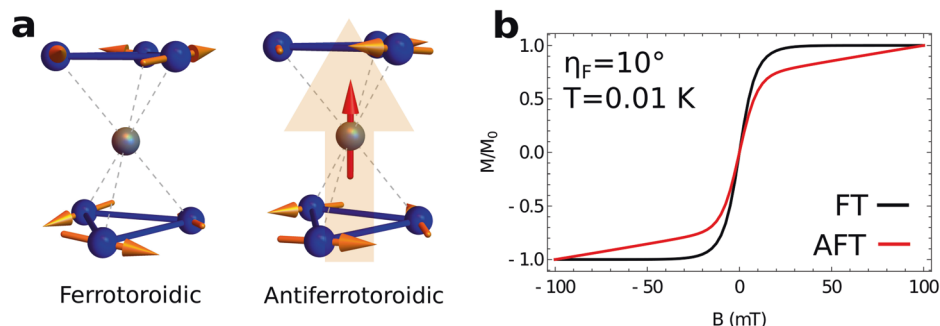 a
Ferrotoroidic
Antiferrotoroidic
b
η_F=10°
T=0.01 K
FT
AFT
M/M₀
1.0
0.5
0.0
- 0.5
- 1.0
- 100
- 50
0
50
100
B (mT)